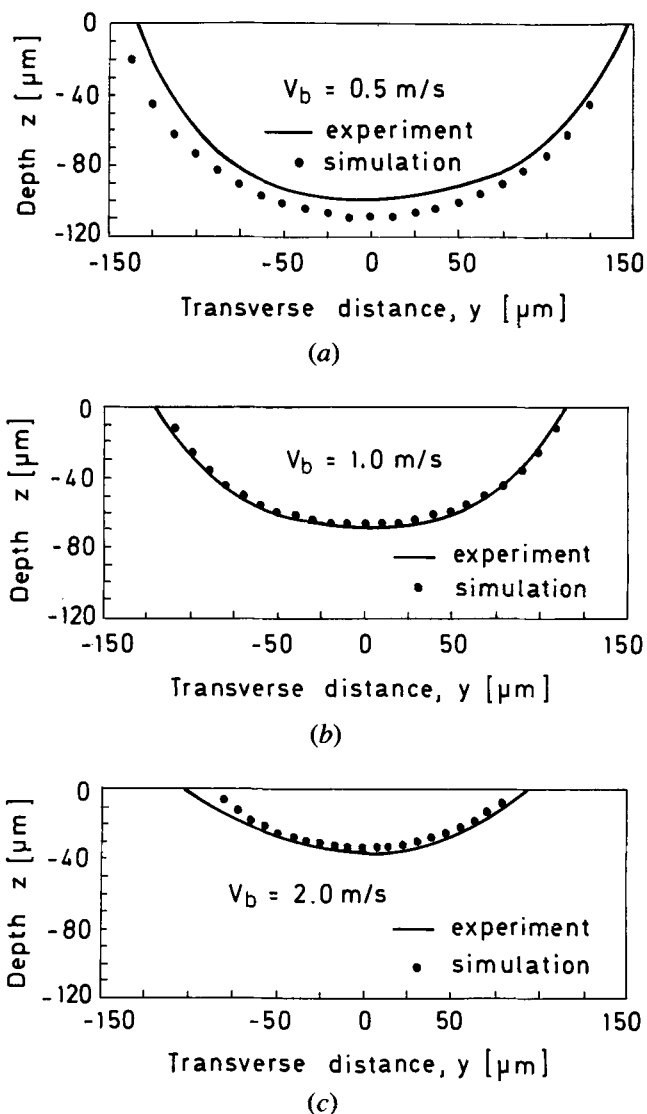 0
-40
-80
-120
Depth z [μm]
V_b = 0.5 m/s
experiment
simulation
-150 -50 0 50 150
Transverse distance, y [μm]
(a)
0
-40
-80
-120
Depth z [μm]
V_b = 1.0 m/s
experiment
simulation
-150 -50 0 50 150
Transverse distance, y [μm]
(b)
0
-40
-80
-120
Depth z [μm]
V_b = 2.0 m/s
experiment
simulation
-150 -50 0 50 150
Transverse distance, y [μm]
(c)